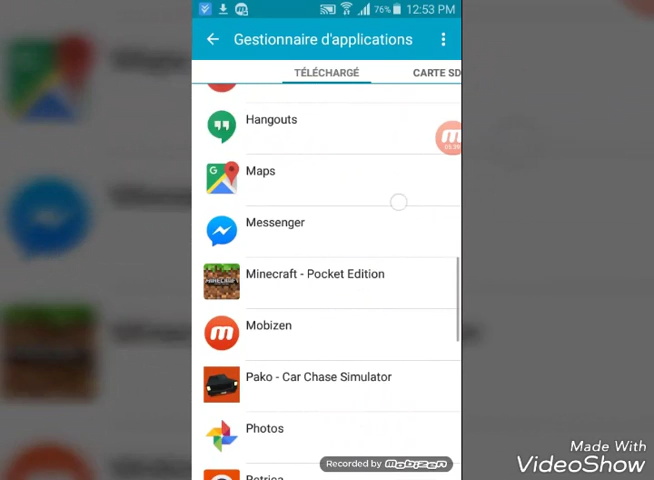 76% 12:53 PM
Gestionnaire d'applications
TÉLÉCHARGÉ CARTE SD
Hangouts
Maps
Messenger
Minecraft - Pocket Edition
Mobizen
Pako - Car Chase Simulator
Photos
Recorded by mobizen
Retrica
Made With
VideoShow